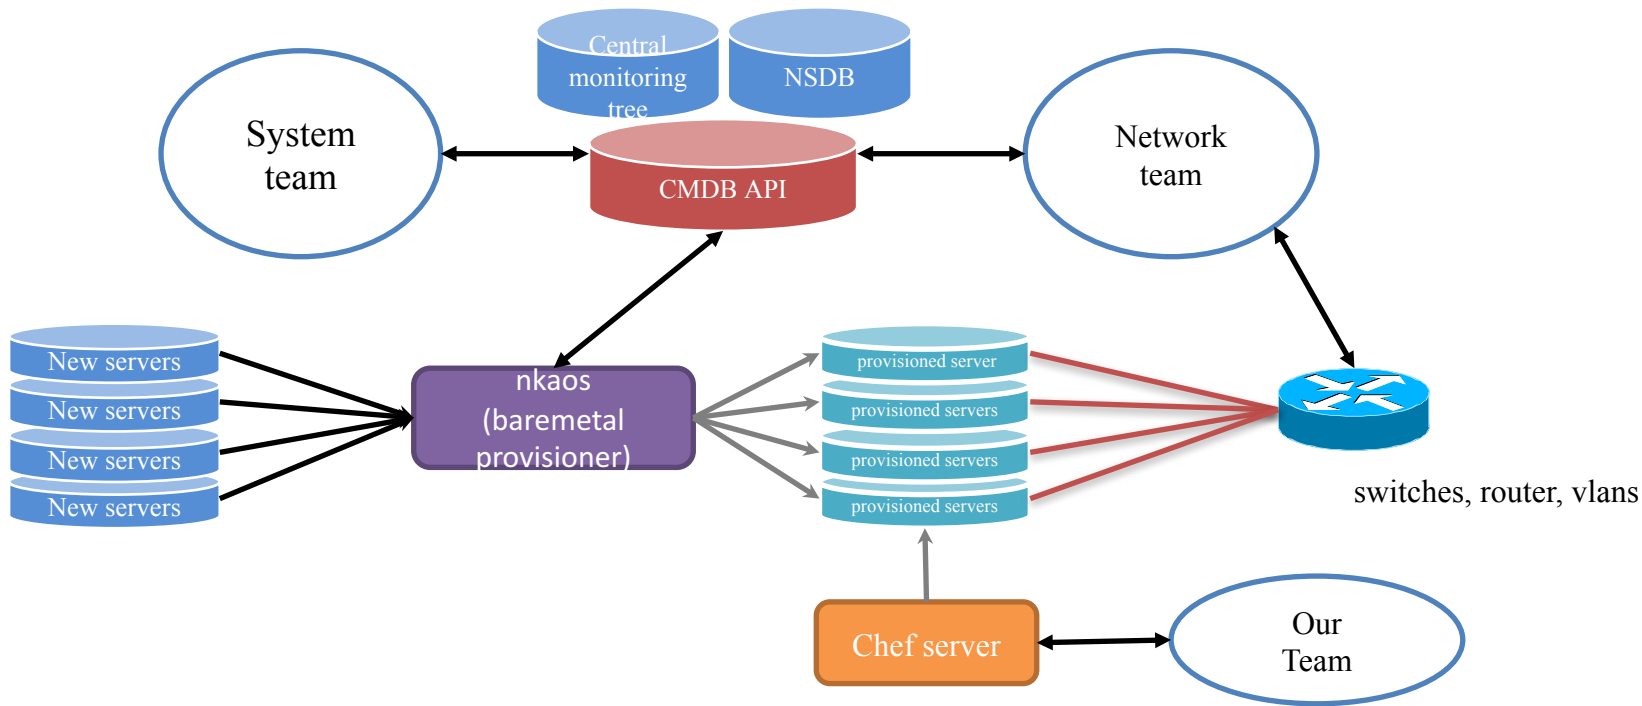 Central
monitoring
tree
NSDB
System
team
CMDB API
Network
team
New servers
New servers
New servers
New servers
nkaos
(baremetal
provisioner)
provisioned server
provisioned servers
provisioned servers
provisioned servers
switches, router, vlans
Chef server
Our
Team